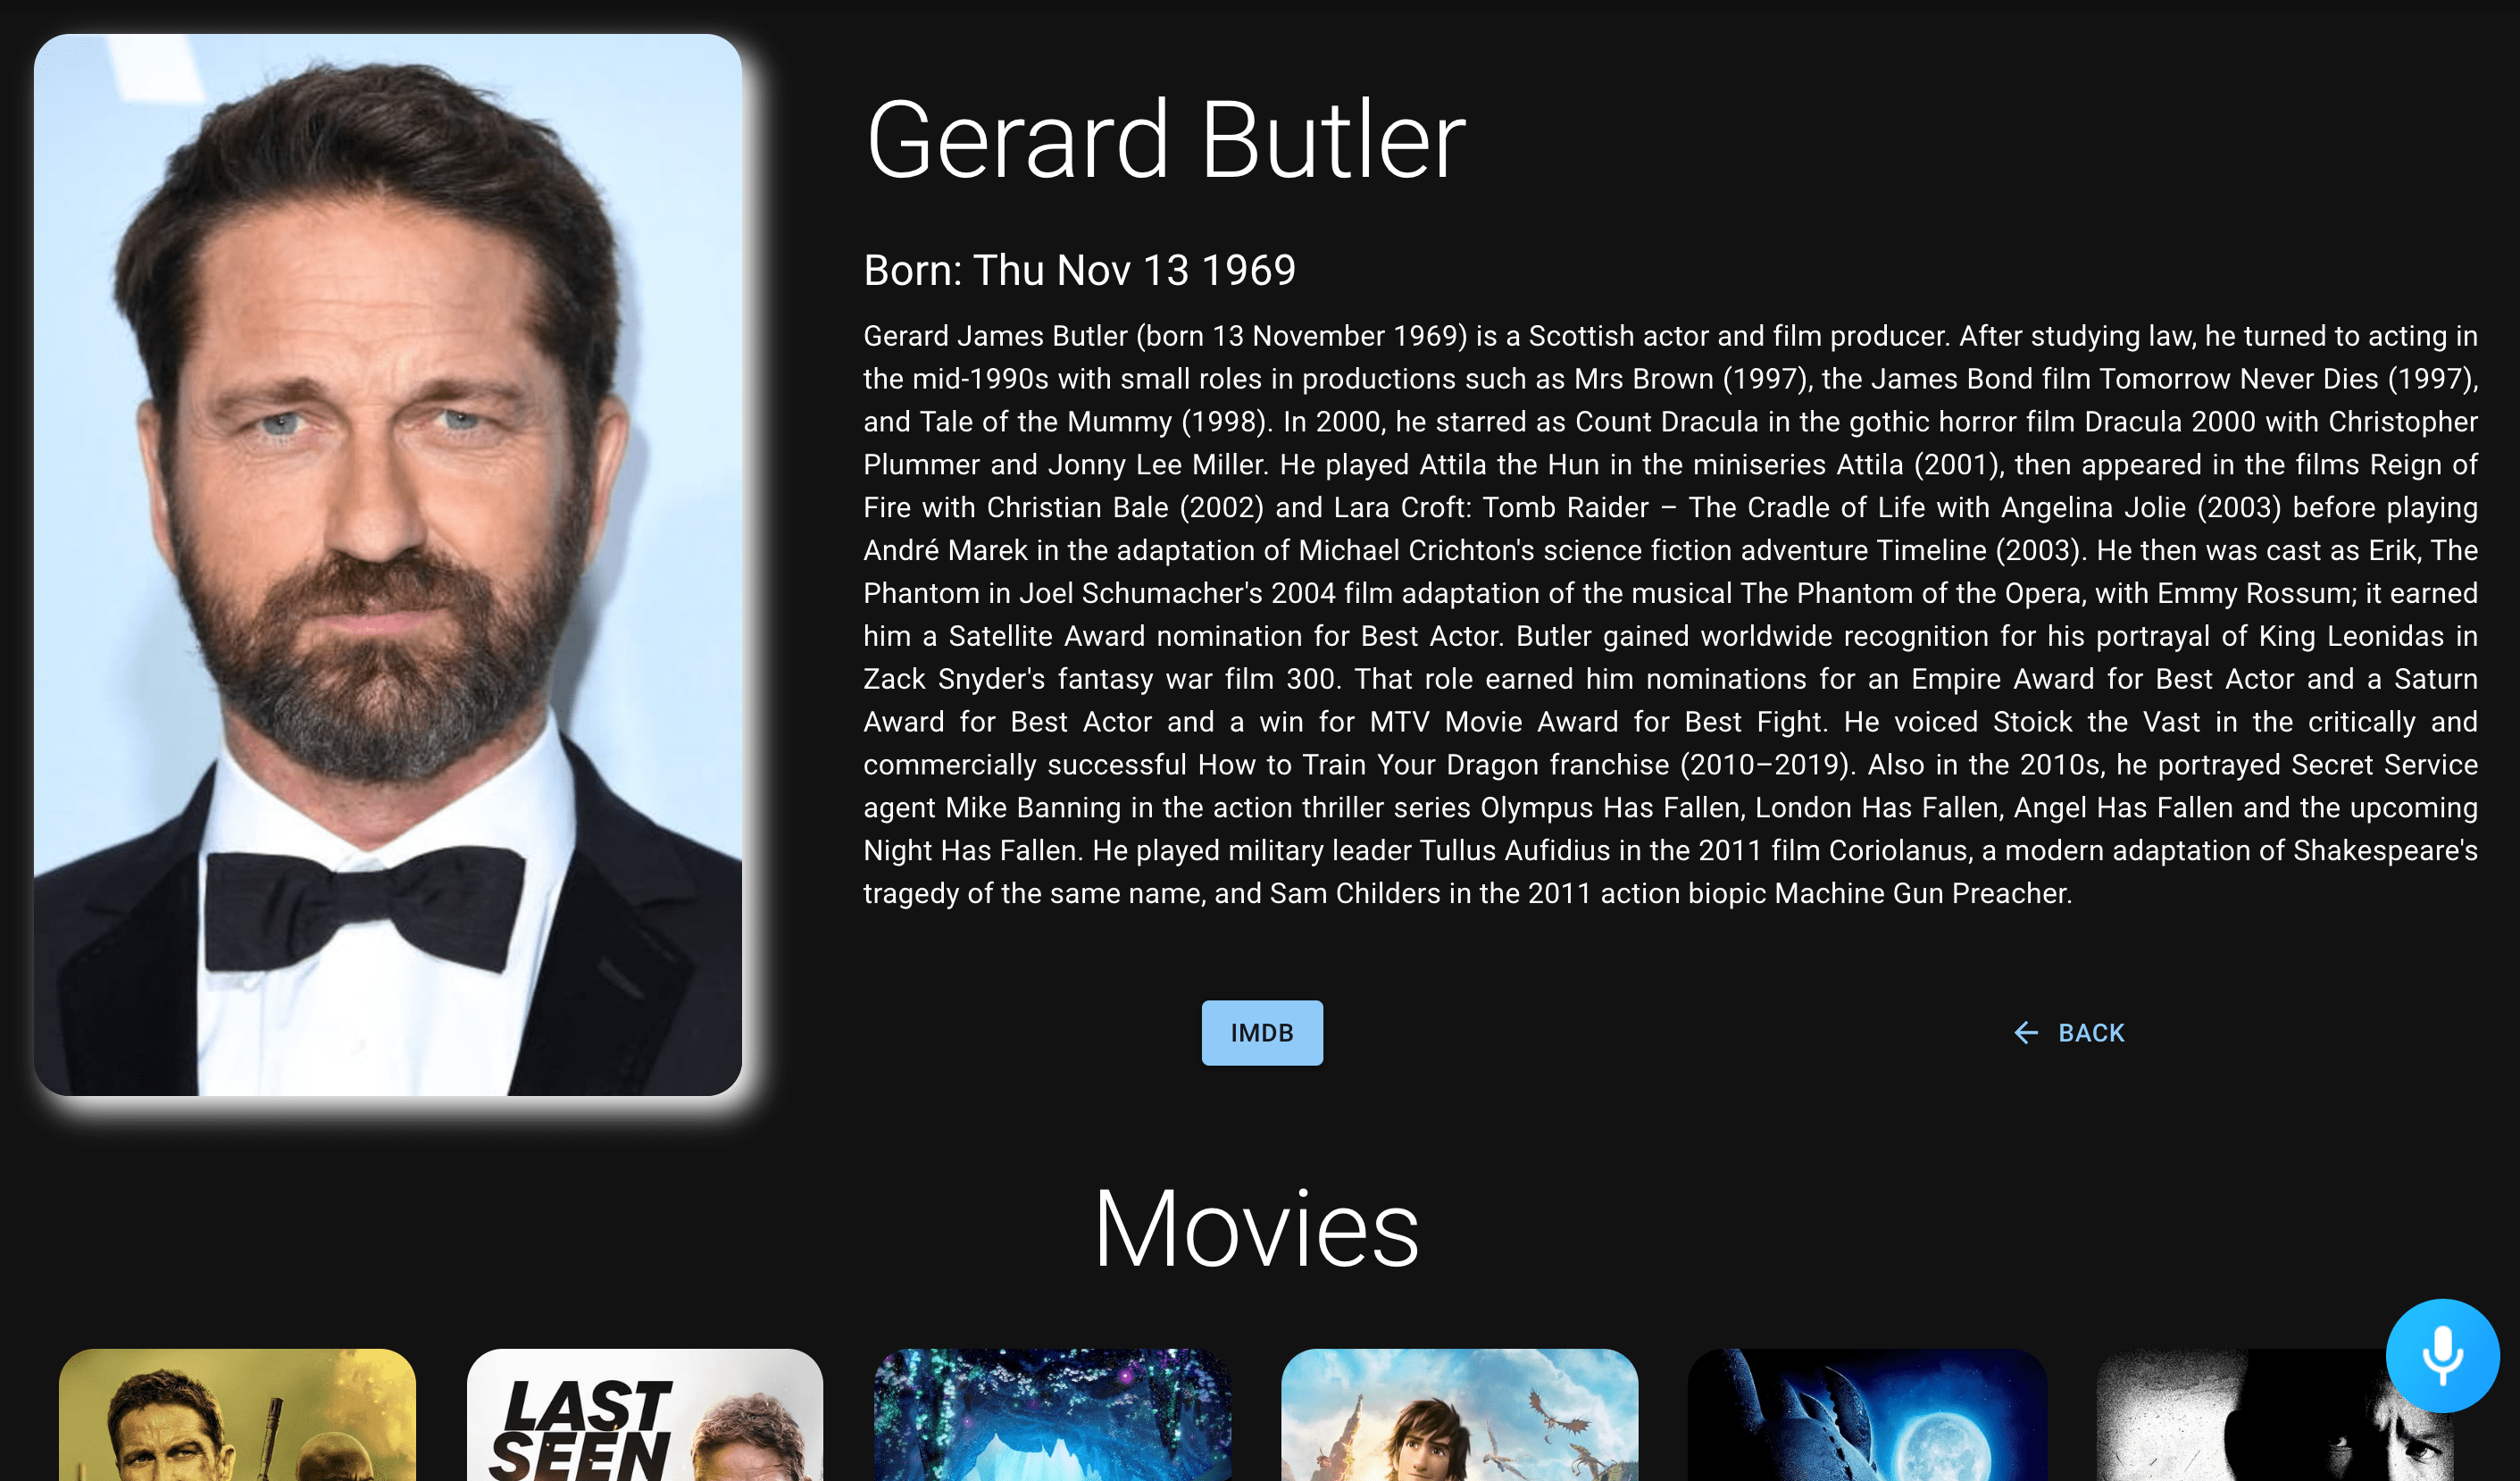 Gerard Butler
Born: Thu Nov 13 1969
Gerard James Butler (born 13 November 1969) is a Scottish actor and film producer. After studying law, he turned to acting in
the mid-1990s with small roles in productions such as Mrs Brown (1997), the James Bond film Tomorrow Never Dies (1997),
and Tale of the Mummy (1998). In 2000, he starred as Count Dracula in the gothic horror film Dracula 2000 with Christopher
Plummer and Jonny Lee Miller. He played Attila the Hun in the miniseries Attila (2001), then appeared in the films Reign of
Fire with Christian Bale (2002) and Lara Croft: Tomb Raider – The Cradle of Life with Angelina Jolie (2003) before playing
André Marek in the adaptation of Michael Crichton's science fiction adventure Timeline (2003). He then was cast as Erik, The
Phantom in Joel Schumacher's 2004 film adaptation of the musical The Phantom of the Opera, with Emmy Rossum; it earned
him a Satellite Award nomination for Best Actor. Butler gained worldwide recognition for his portrayal of King Leonidas in
Zack Snyder's fantasy war film 300. That role earned him nominations for an Empire Award for Best Actor and a Saturn
Award for Best Actor and a win for MTV Movie Award for Best Fight. He voiced Stoick the Vast in the critically and
commercially successful How to Train Your Dragon franchise (2010–2019). Also in the 2010s, he portrayed Secret Service
agent Mike Banning in the action thriller series Olympus Has Fallen, London Has Fallen, Angel Has Fallen and the upcoming
Night Has Fallen. He played military leader Tullus Aufidius in the 2011 film Coriolanus, a modern adaptation of Shakespeare's
tragedy of the same name, and Sam Childers in the 2011 action biopic Machine Gun Preacher.
IMDB
BACK
Movies
LAST
SEEN